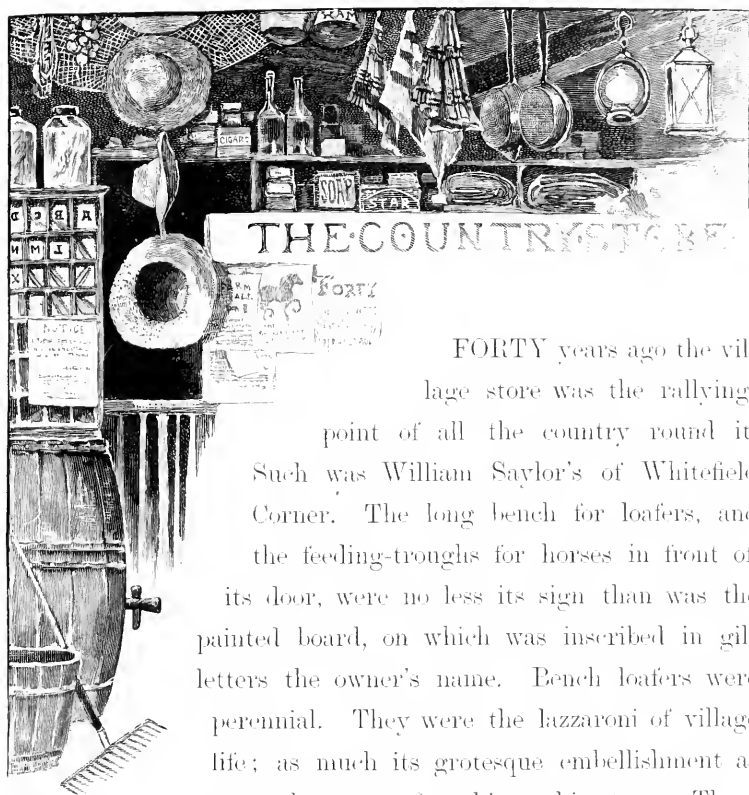 CIGARS
SOAP
STAR
A B C D
THE COUNTRY STORE
FARM
FORTY
NOTICE
FORTY years ago the vil
lage store was the rallying
point of all the country round it
Such was William Saylor's of Whitefield
Corner. The long bench for loafers, and
the feeding-troughs for horses in front of
its door, were no less its sign than was the
painted board, on which was inscribed in gil
letters the owner's name. Bench loafers were
perennial. They were the lazzaroni of village
life; as much its grotesque embellishment a